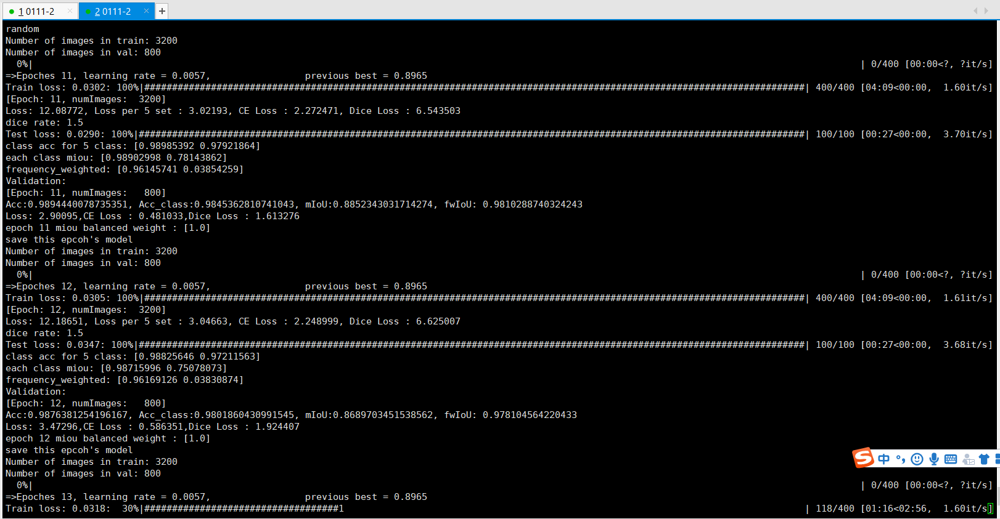 1 0111-2 × 2 0111-2 × +
random
Number of images in train: 3200
Number of images in val: 800
0%| | 0/400 [00:00<?, ?it/s]
=>Epoches 11, learning rate = 0.0057, previous best = 0.8965
Train loss: 0.0302: 100%|#######################################################################################################################| 400/400 [04:09<00:00, 1.60it/s]
[Epoch: 11, numImages: 3200]
Loss: 12.08772, Loss per 5 set : 3.02193, CE Loss : 2.272471, Dice Loss : 6.543503
dice rate: 1.5
Test loss: 0.0290: 100%|########################################################################################################################| 100/100 [00:27<00:00, 3.70it/s]
class acc for 5 class: [0.98985392 0.97921864]
each class miou: [0.98902998 0.78143862]
frequency_weighted: [0.96145741 0.03854259]
Validation:
[Epoch: 11, numImages: 800]
Acc:0.9894440078735351, Acc_class:0.9845362810741043, mIoU:0.8852343031714274, fwIoU: 0.9810288740324243
Loss: 2.90095,CE Loss : 0.481033,Dice Loss : 1.613276
epoch 11 miou balanced weight : [1.0]
save this epcoh's model
Number of images in train: 3200
Number of images in val: 800
0%| | 0/400 [00:00<?, ?it/s]
=>Epoches 12, learning rate = 0.0057, previous best = 0.8965
Train loss: 0.0305: 100%|#######################################################################################################################| 400/400 [04:09<00:00, 1.61it/s]
[Epoch: 12, numImages: 3200]
Loss: 12.18651, Loss per 5 set : 3.04663, CE Loss : 2.248999, Dice Loss : 6.625007
dice rate: 1.5
Test loss: 0.0347: 100%|########################################################################################################################| 100/100 [00:27<00:00, 3.68it/s]
class acc for 5 class: [0.98825646 0.97211563]
each class miou: [0.98715996 0.75078073]
frequency_weighted: [0.96169126 0.03830874]
Validation:
[Epoch: 12, numImages: 800]
Acc:0.9876381254196167, Acc_class:0.9801860430991545, mIoU:0.8689703451538562, fwIoU: 0.978104564220433
Loss: 3.47296,CE Loss : 0.586351,Dice Loss : 1.924407
epoch 12 miou balanced weight : [1.0]
save this epcoh's model
Number of images in train: 3200
S 中
Number of images in val: 800
0%| | 0/400 [00:00<?, ?it/s]
=>Epoches 13, learning rate = 0.0057, previous best = 0.8965
Train loss: 0.0318: 30%|###################################1 | 118/400 [01:16<02:56, 1.60it/s]